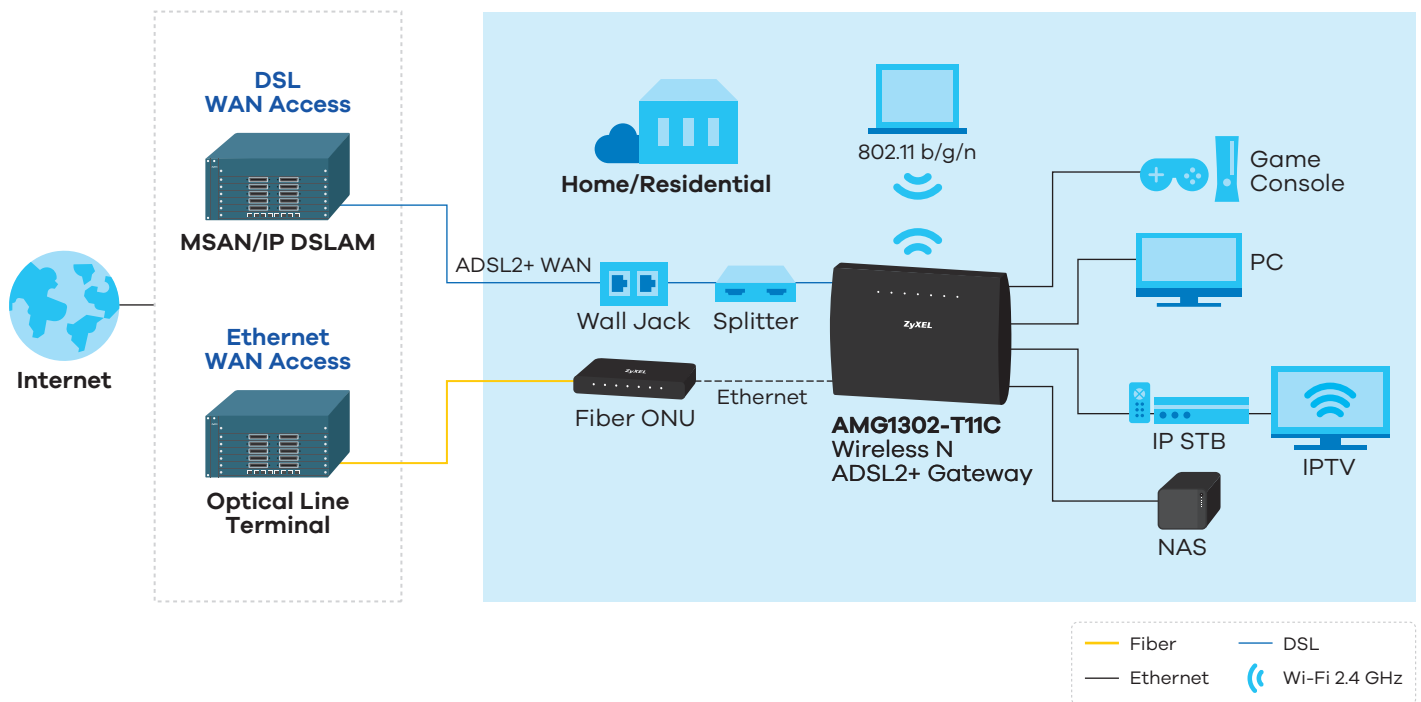 DSL
WAN Access
MSAN/IP DSLAM
Internet
Ethernet
WAN Access
Optical Line
Terminal
Home/Residential
802.11 b/g/n
ADSL2+ WAN
Wall Jack
Splitter
ZyXEL
Fiber ONU
Ethernet
ZyXEL
AMG1302-T11C
Wireless N
ADSL2+ Gateway
Game
Console
PC
IP STB
IPTV
NAS
Fiber
DSL
Ethernet
Wi-Fi 2.4 GHz